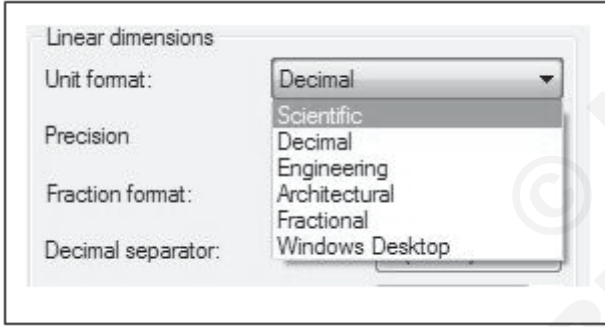 Linear dimensions
Unit format: Decimal
Scientific
Precision Decimal
Engineering
Fraction format: Architectural
Fractional
Decimal separator: Windows Desktop